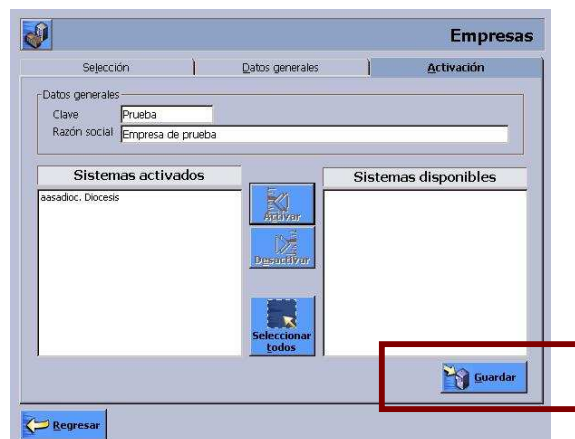 Empresas
Selección
Datos generales
Activación
Datos generales
Clave
Prueba
Razón social
Empresa de prueba
Sistemas activados
Sistemas disponibles
aasadioc. Diocesis
Activar
Desactivar
Seleccionar
todos
Guardar
Regresar